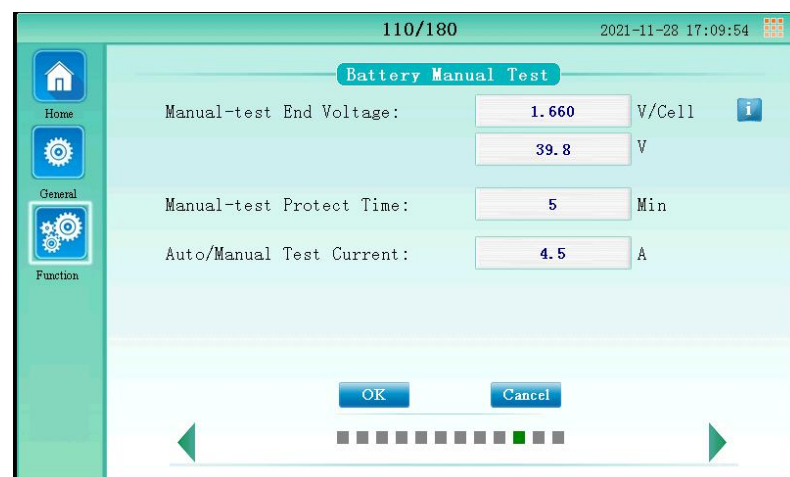 110/180
2021-11-28 17:09:54
Battery Manual Test
Home
Manual-test End Voltage: 1.660 V/Cell i
39.8 V
General
Manual-test Protect Time: 5 Min
Auto/Manual Test Current: 4.5 A
Function
OK Cancel